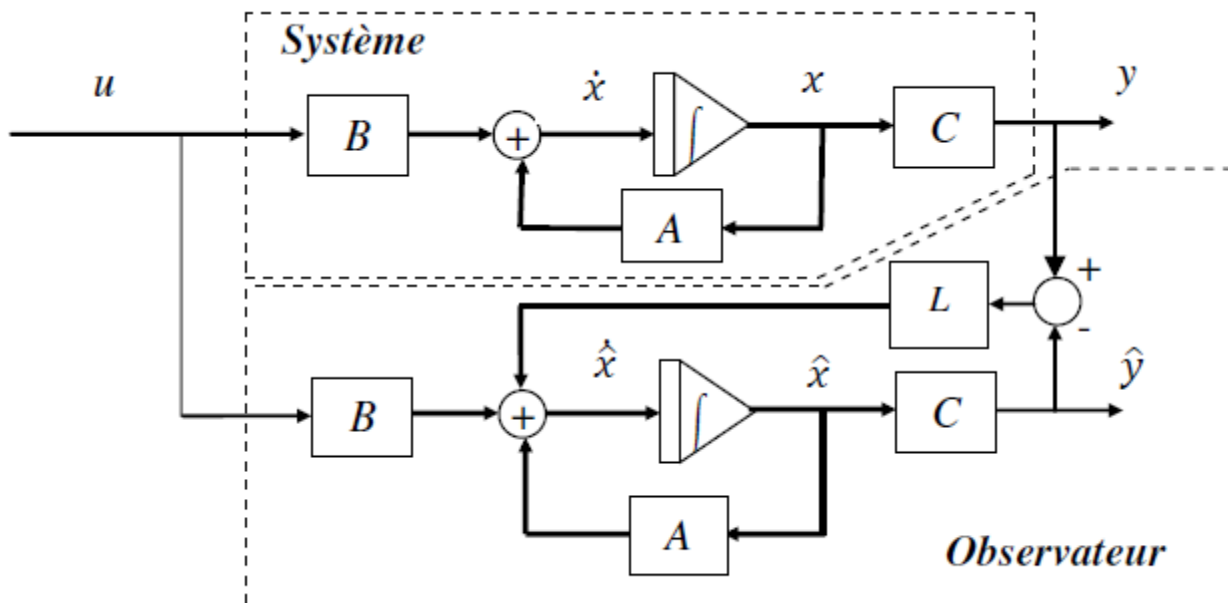 Système
u
B
+
ẋ
∫
x
C
y
A
L
+
-
B
+
x̂̇
∫
x̂
C
ŷ
A
Observateur